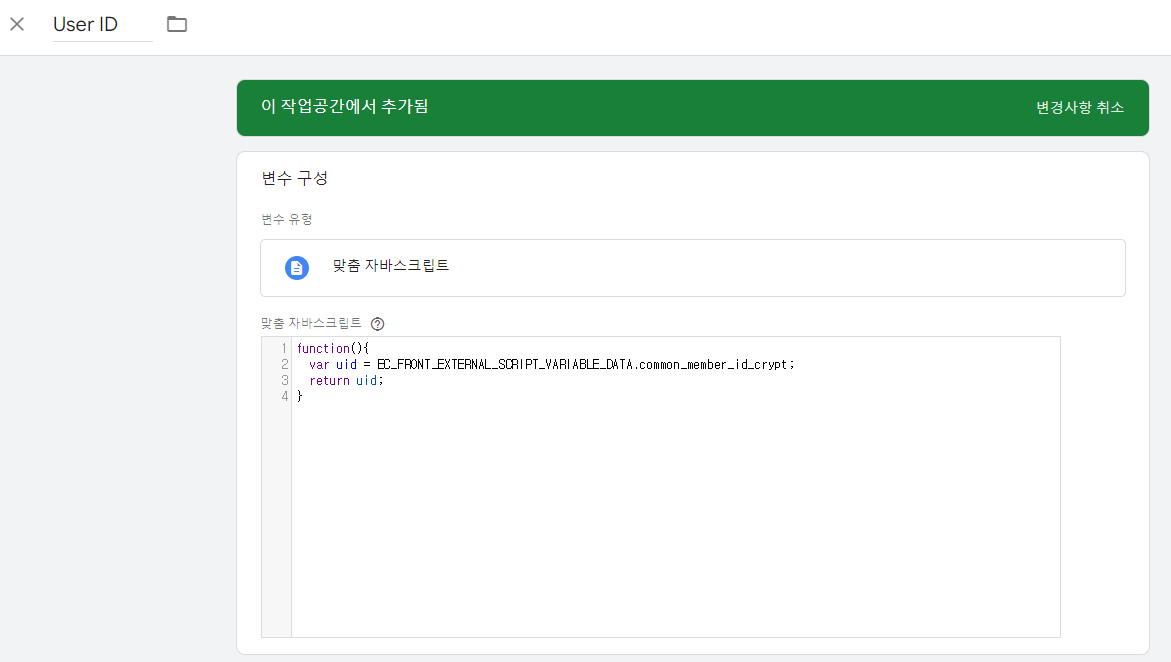 User ID
이 작업공간에서 추가됨
변경사항 취소
변수 구성
변수 유형
맞춤 자바스크립트
맞춤 자바스크립트
1 function(){
2 var uid = EC_FRONT_EXTERNAL_SCRIPT_VARIABLE_DATA.common_member_id_crypt;
3 return uid;
4 }